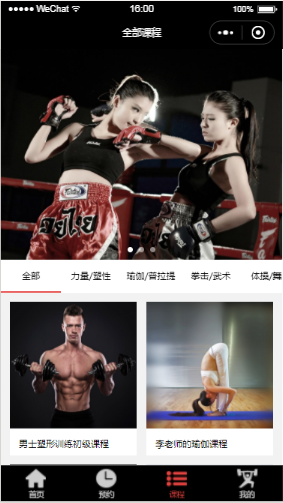 WeChat
16:00
100%
全部课程
全部
力量/塑性
瑜伽/普拉提
拳击/武术
体操/舞
男士塑形训练初级课程
李老师的瑜伽课程
首页
预约
课程
我的